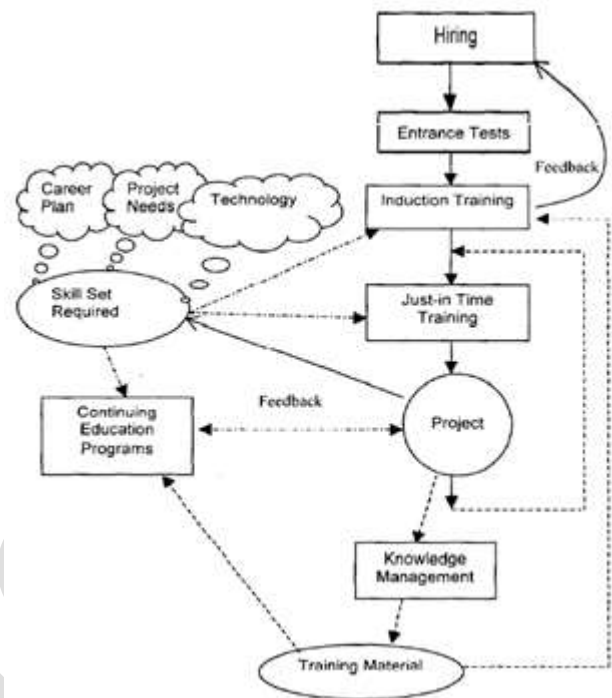 Hiring
Entrance Tests
Feedback
Career
Plan
Project
Needs
Technology
Induction Training
Skill Set
Required
Just-in Time
Training
Continuing
Education
Programs
Feedback
Project
Knowledge
Management
Training Material